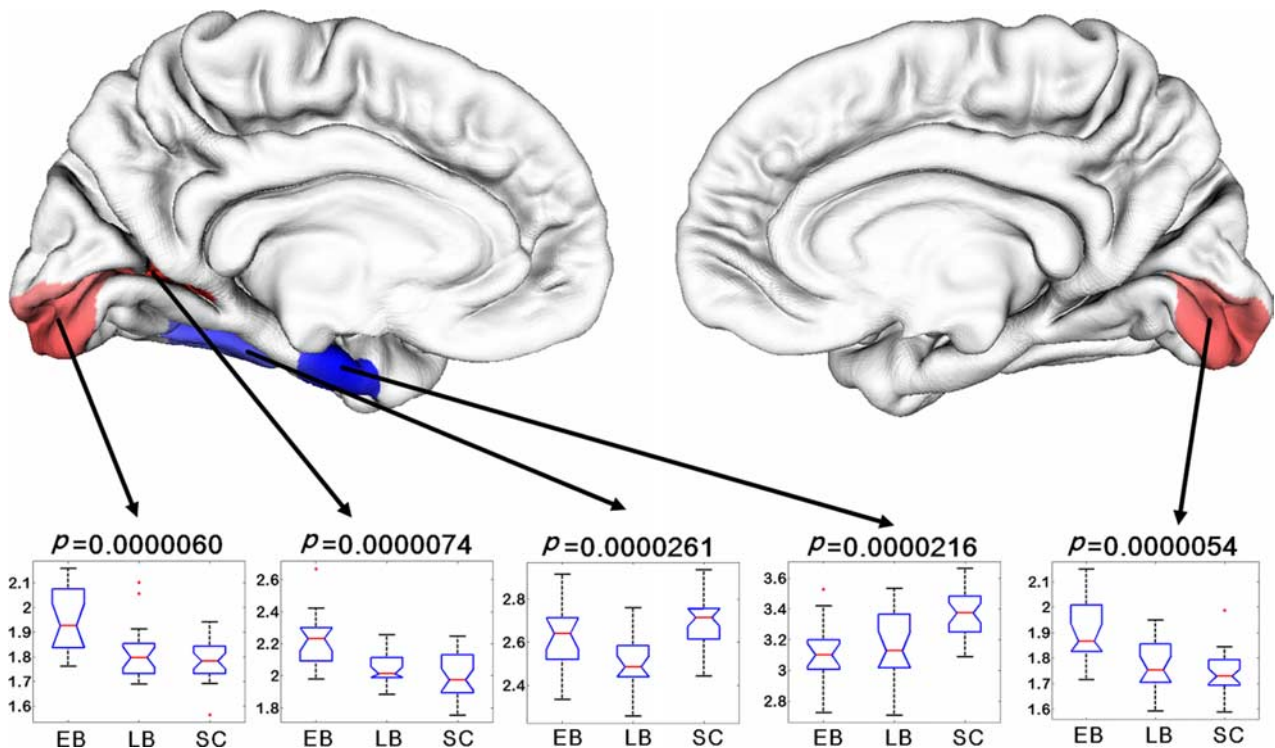 p=0.0000060
2.1
2
1.9
1.8
1.7
1.6
EB LB SC
p=0.0000074
2.6
2.4
2.2
2
1.8
EB LB SC
p=0.0000261
2.8
2.6
2.4
EB LB SC
p=0.0000216
3.6
3.4
3.2
3
2.8
EB LB SC
p=0.0000054
2.1
2
1.9
1.8
1.7
1.6
EB LB SC